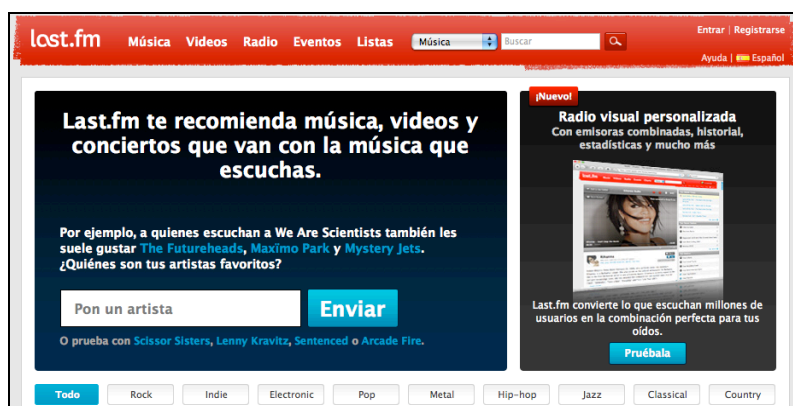 last.fm
Música Videos Radio Eventos Listas
Música
Buscar
Entrar | Registrarse
Ayuda | Español
Last.fm te recomienda música, videos y
conciertos que van con la música que
escuchas.
Por ejemplo, a quienes escuchan a We Are Scientists también les
suele gustar The Futureheads, Maxïmo Park y Mystery Jets.
¿Quiénes son tus artistas favoritos?
Pon un artista
Enviar
O prueba con Scissor Sisters, Lenny Kravitz, Sentenced o Arcade Fire.
¡Nuevo!
Radio visual personalizada
Con emisoras combinadas, historial,
estadísticas y mucho más
Last.fm convierte lo que escuchan millones de
usuarios en la combinación perfecta para tus
oídos.
Pruébala
Todo Rock Indie Electronic Pop Metal Hip-hop Jazz Classical Country